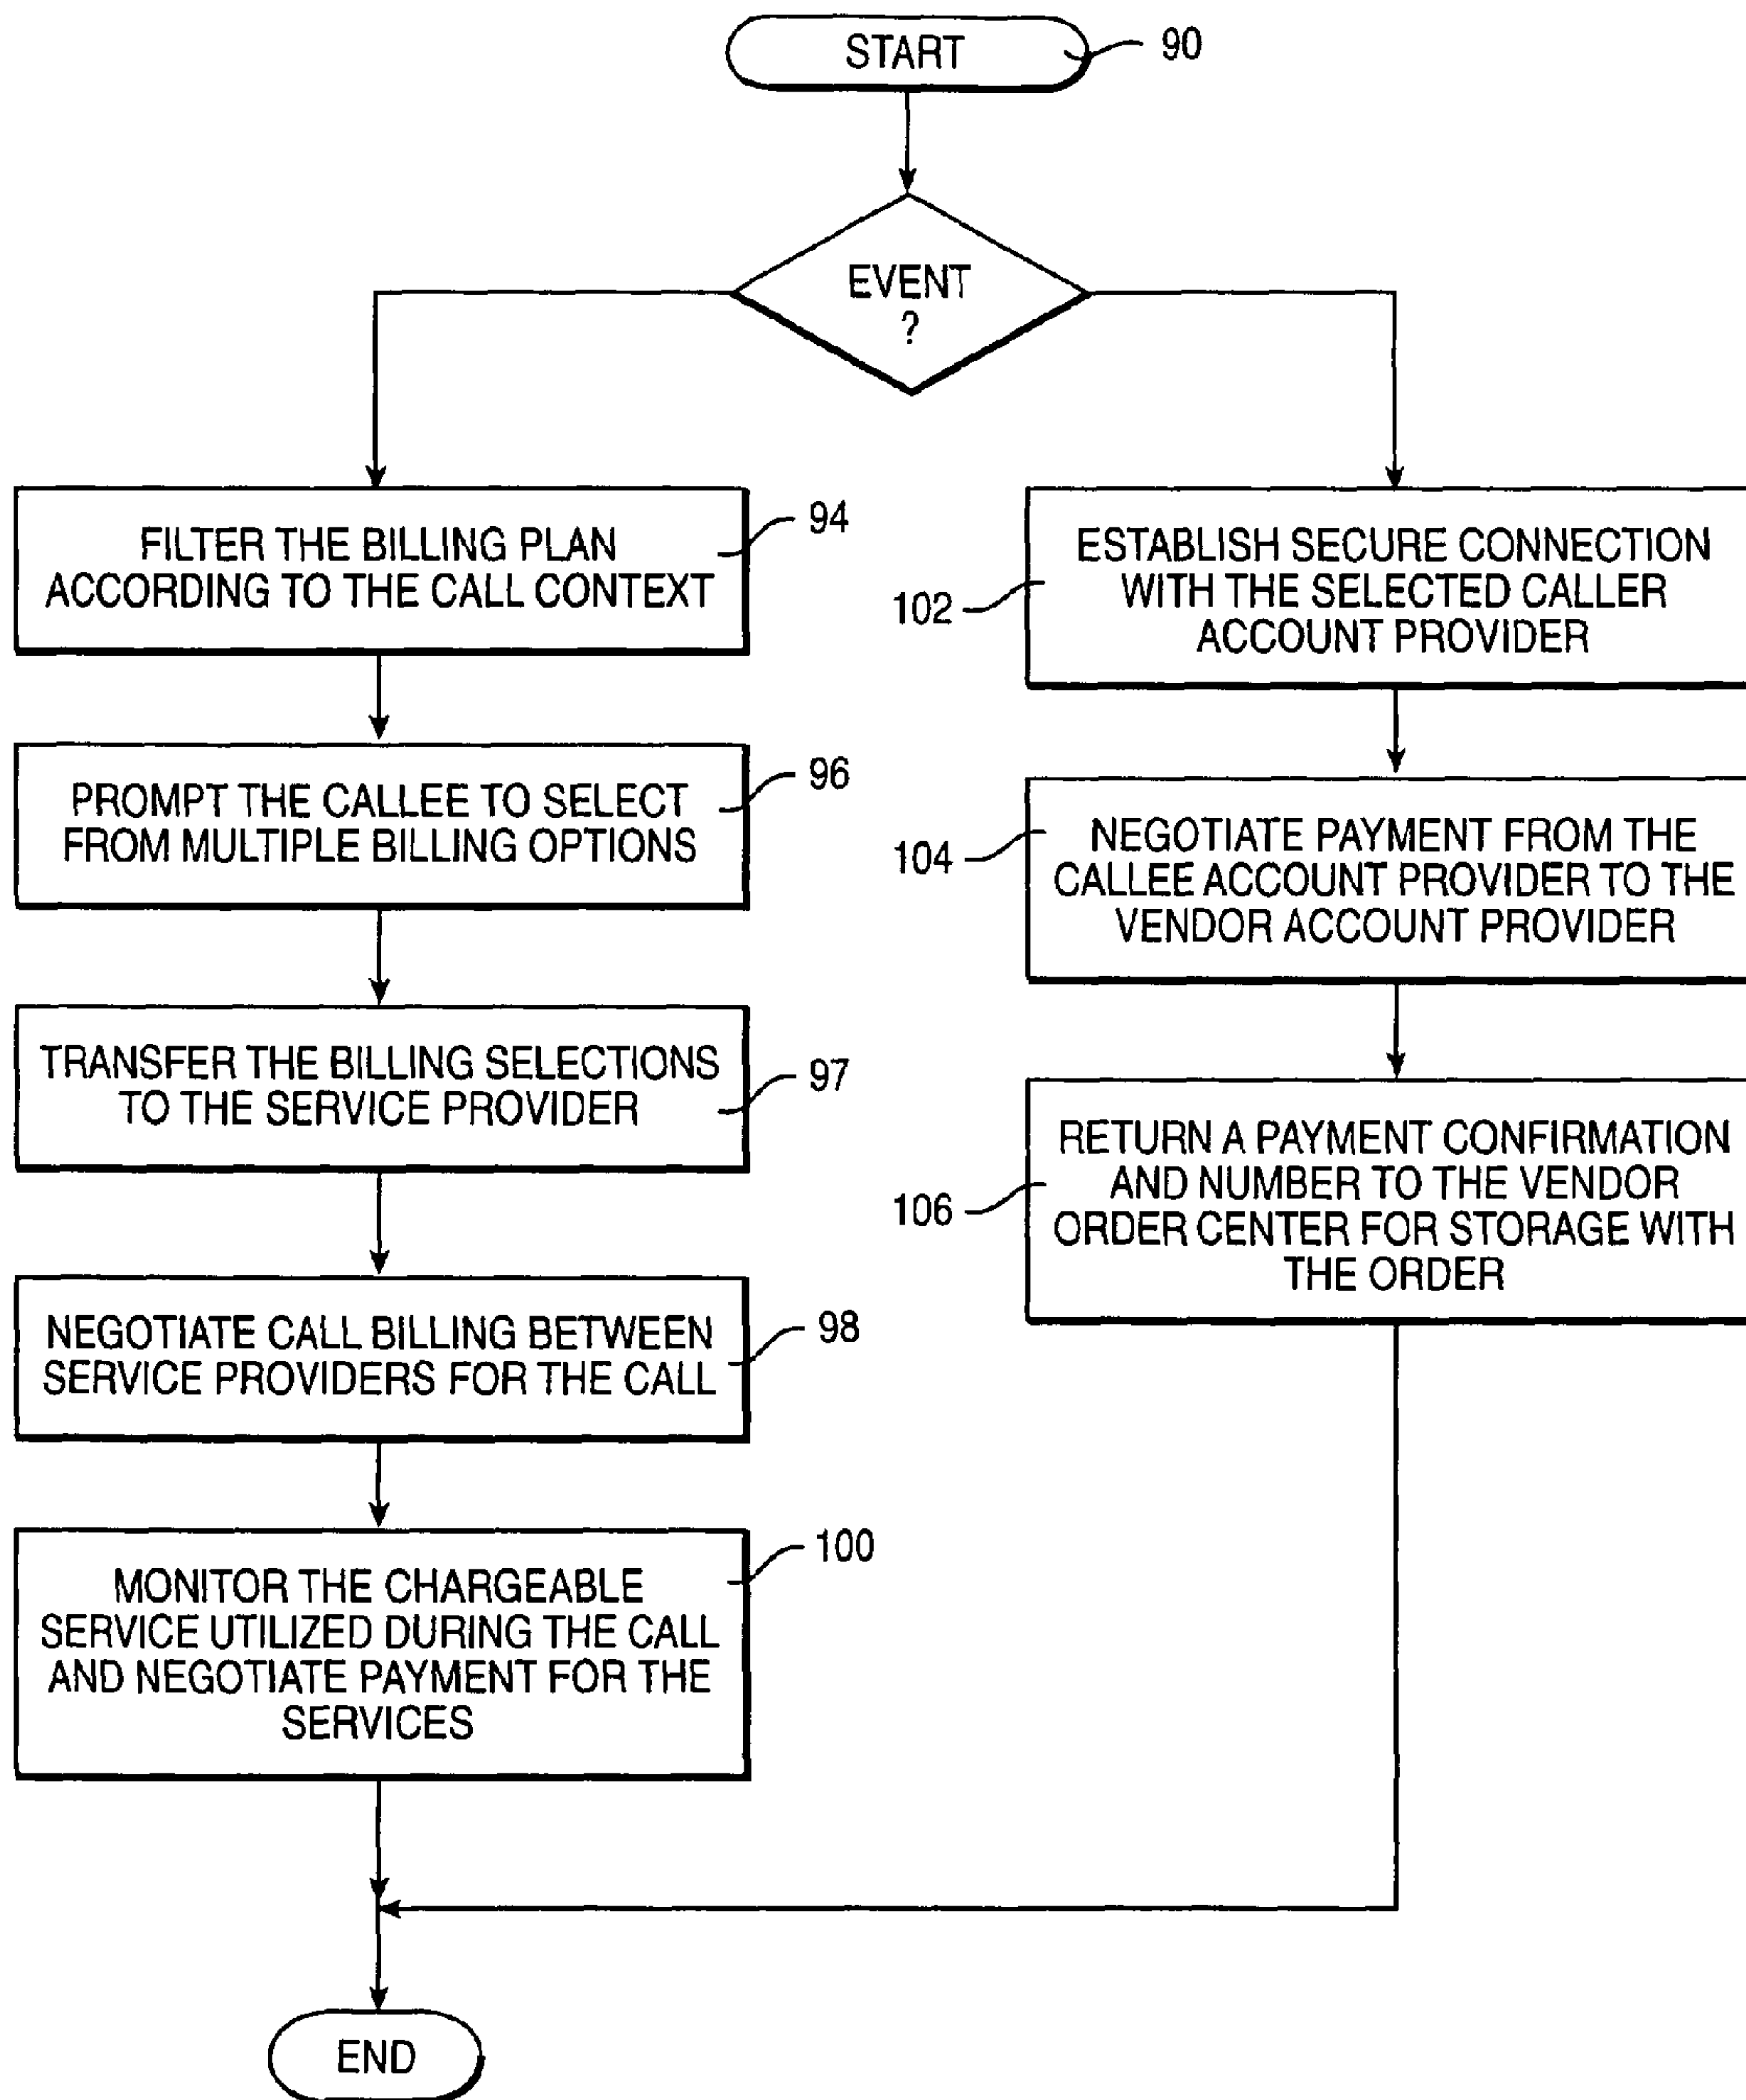 START
90
EVENT
?
FILTER THE BILLING PLAN
ACCORDING TO THE CALL CONTEXT
94
PROMPT THE CALLEE TO SELECT
FROM MULTIPLE BILLING OPTIONS
96
TRANSFER THE BILLING SELECTIONS
TO THE SERVICE PROVIDER
97
NEGOTIATE CALL BILLING BETWEEN
SERVICE PROVIDERS FOR THE CALL
98
MONITOR THE CHARGEABLE
SERVICE UTILIZED DURING THE CALL
AND NEGOTIATE PAYMENT FOR THE
SERVICES
100
ESTABLISH SECURE CONNECTION
WITH THE SELECTED CALLER
ACCOUNT PROVIDER
102
NEGOTIATE PAYMENT FROM THE
CALLEE ACCOUNT PROVIDER TO THE
VENDOR ACCOUNT PROVIDER
104
RETURN A PAYMENT CONFIRMATION
AND NUMBER TO THE VENDOR
ORDER CENTER FOR STORAGE WITH
THE ORDER
106
END